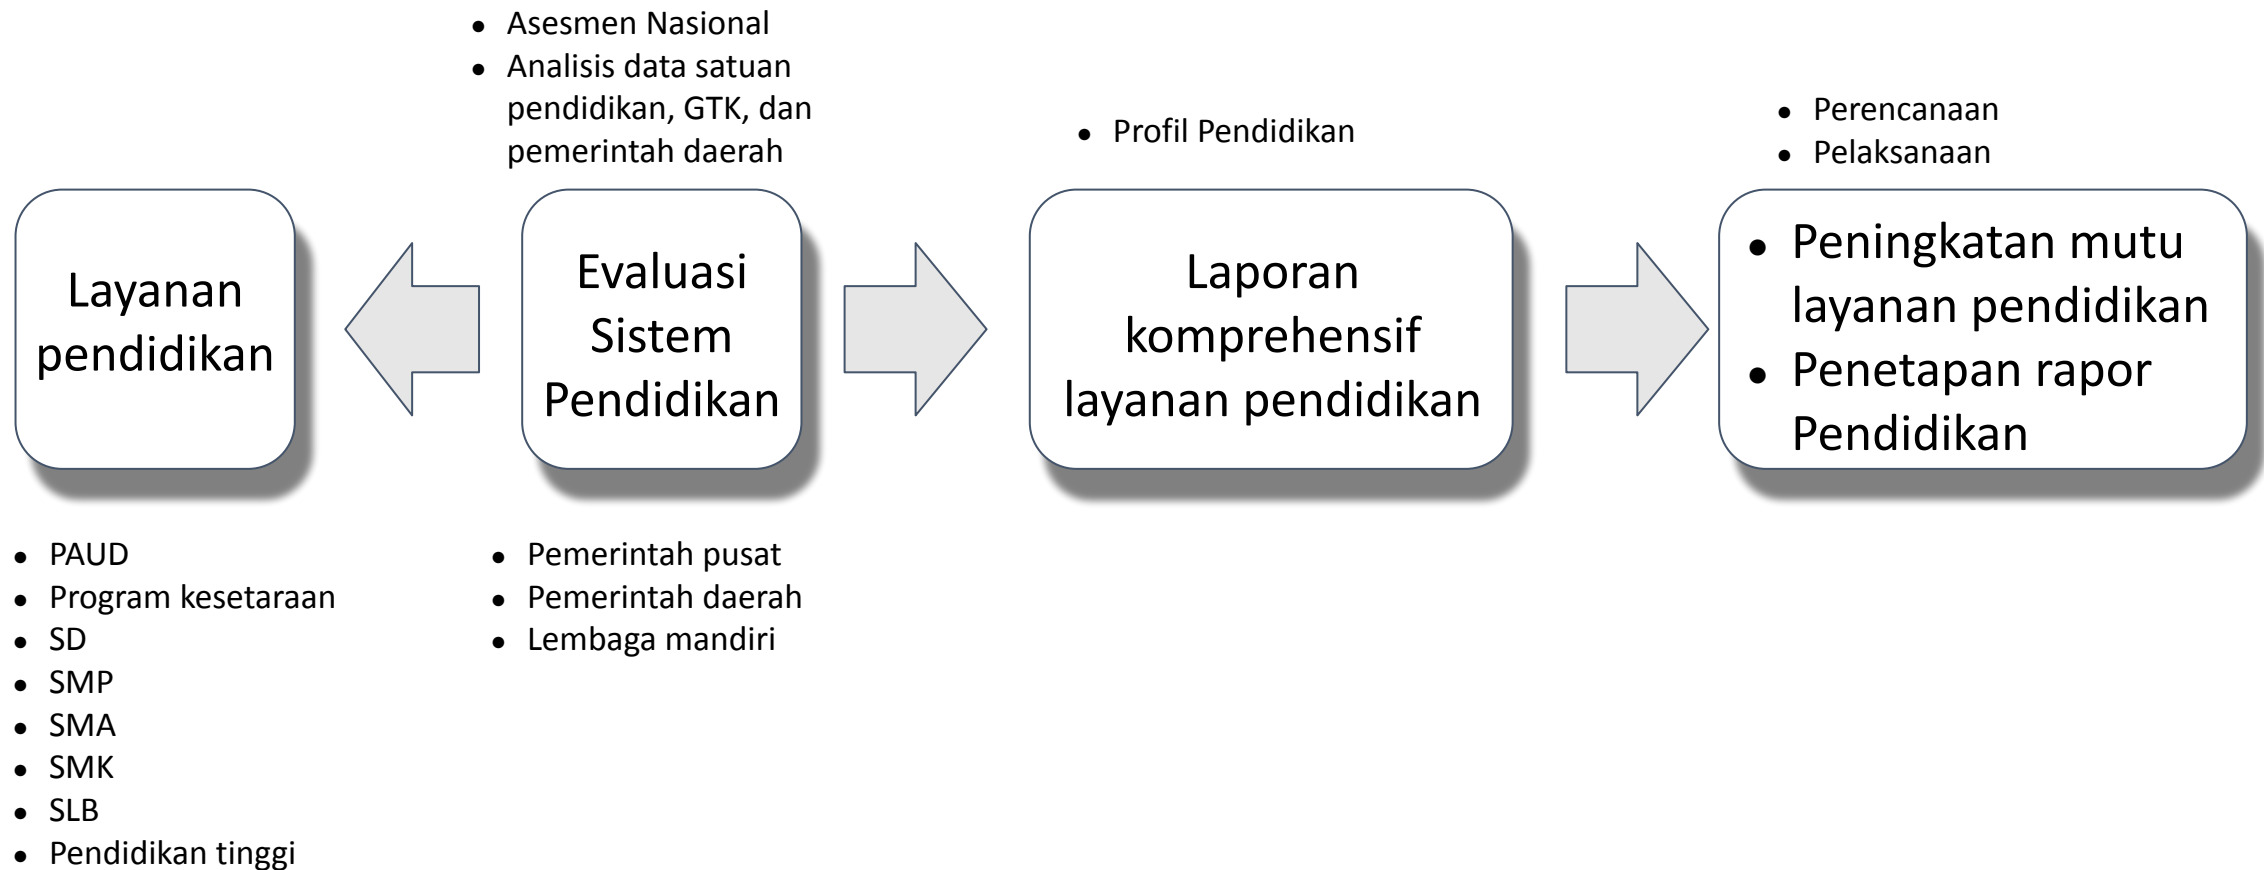 • Asesmen Nasional
• Analisis data satuan
pendidikan, GTK, dan
pemerintah daerah
• Profil Pendidikan
• Perencanaan
• Pelaksanaan
Layanan
pendidikan
Evaluasi
Sistem
Pendidikan
Laporan
komprehensif
layanan pendidikan
• Peningkatan mutu
layanan pendidikan
• Penetapan rapor
Pendidikan
• PAUD
• Program kesetaraan
• SD
• SMP
• SMA
• SMK
• SLB
• Pendidikan tinggi
• Pemerintah pusat
• Pemerintah daerah
• Lembaga mandiri